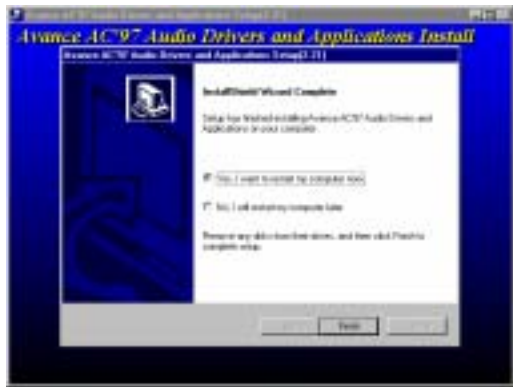 Avance AC'97 Audio Drivers and Applications Install
Avance AC'97 Audio Drivers and Applications Setup(3.21)
InstallShield Wizard Complete
Setup has finished installing Avance AC'97 Audio Drivers and
Applications on your computer.
Yes, I want to restart my computer now.
No, I will restart my computer later.
Remove any disks from their drives, and then click Finish to
complete setup.
Finish